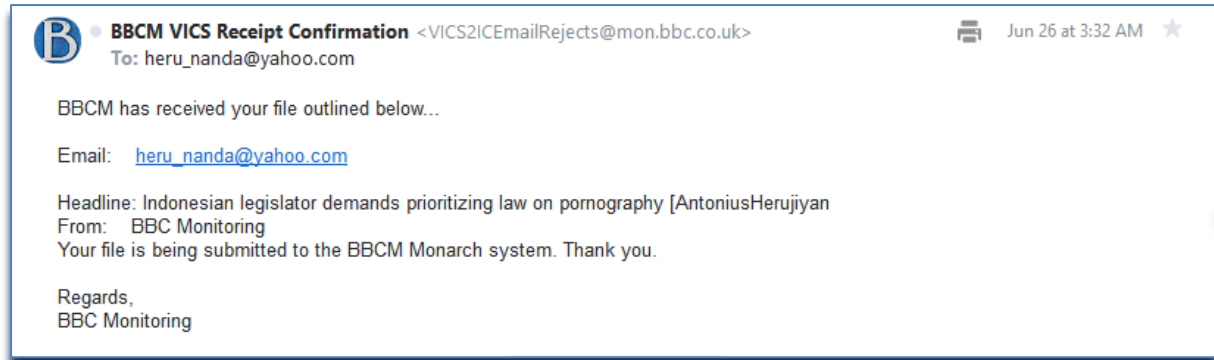 B
BBCM VICS Receipt Confirmation <VICS2ICEmailRejects@mon.bbc.co.uk> Jun 26 at 3:32 AM
To: heru_nanda@yahoo.com
BBCM has received your file outlined below...
Email: heru_nanda@yahoo.com
Headline: Indonesian legislator demands prioritizing law on pornography [AntoniusHerujiyan
From: BBC Monitoring
Your file is being submitted to the BBCM Monarch system. Thank you.
Regards,
BBC Monitoring